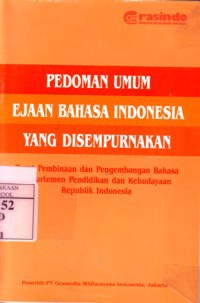 Grasindo
PEDOMAN UMUM
EJAAN BAHASA INDONESIA
YANG DISEMPURNAKAN
Pembinaan dan Pengembangan Bahasa
Pendidikan dan Kebudayaan
Republik Indonesia
52
Penerbit PT Gramedia Widiasarana Indonesia, Jakarta